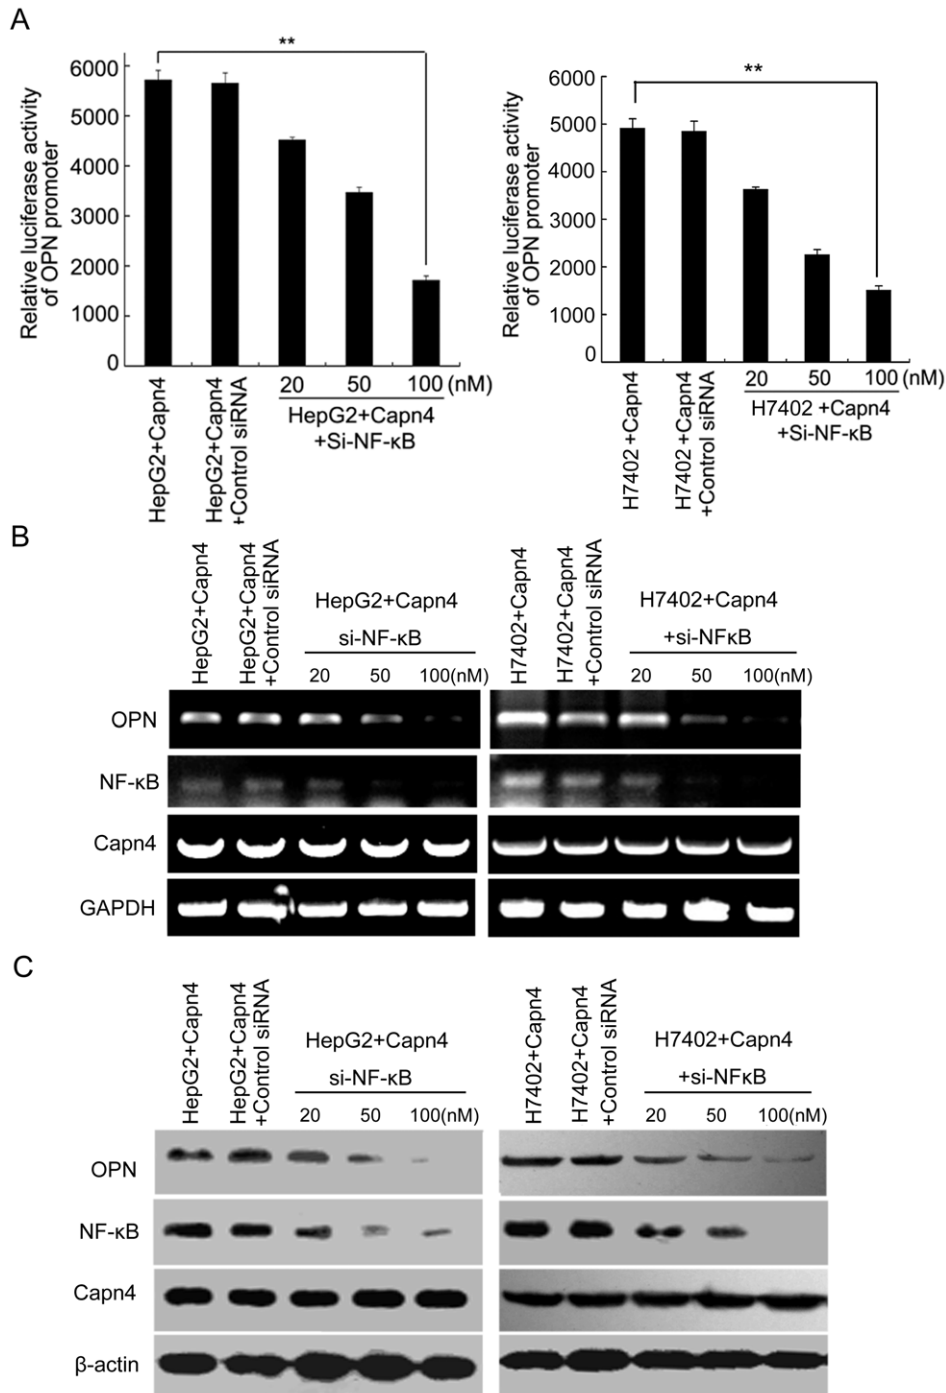 A
**
Relative luciferase activity
of OPN promoter
6000
5000
4000
3000
2000
1000
0
HepG2+Capn4
HepG2+Capn4
+Control siRNA
20 50 100 (nM)
HepG2+Capn4
+Si-NF-κB
**
Relative luciferase activity
of OPN promoter
6000
5000
4000
3000
2000
1000
0
H7402 +Capn4
H7402 +Capn4
+Control siRNA
20 50 100 (nM)
H7402 +Capn4
+Si-NF-κB
B
HepG2+Capn4
HepG2+Capn4
+Control siRNA
HepG2+Capn4
si-NF-κB
20 50 100(nM)
H7402+Capn4
H7402+Capn4
+Control siRNA
H7402+Capn4
+si-NFκB
20 50 100(nM)
OPN
NF-κB
Capn4
GAPDH
C
HepG2+Capn4
HepG2+Capn4
+Control siRNA
HepG2+Capn4
si-NF-κB
20 50 100(nM)
H7402+Capn4
H7402+Capn4
+Control siRNA
H7402+Capn4
+si-NFκB
20 50 100(nM)
OPN
NF-κB
Capn4
β-actin